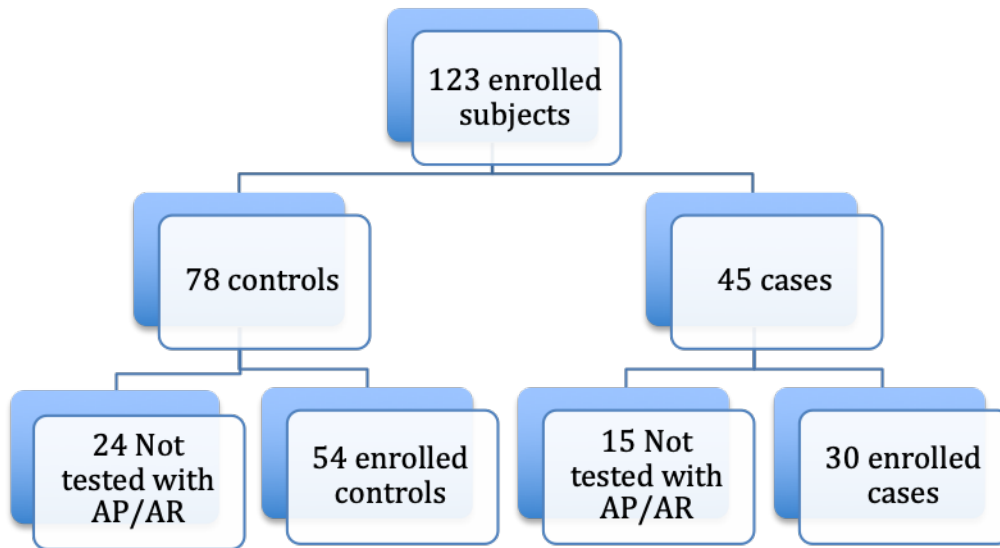 123 enrolled
subjects
78 controls
45 cases
24 Not
tested with
AP/AR
54 enrolled
controls
15 Not
tested with
AP/AR
30 enrolled
cases